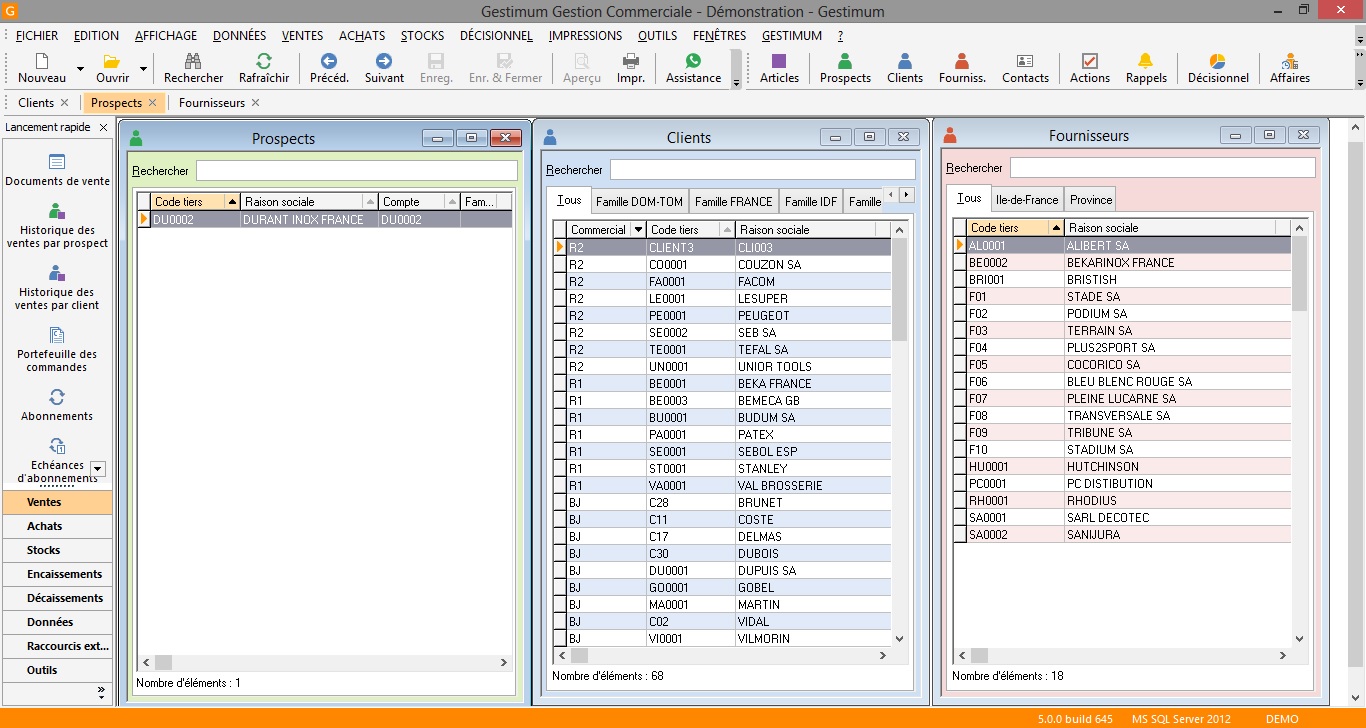 G
Gestimum Gestion Commerciale - Démonstration - Gestimum
FICHIER EDITION AFFICHAGE DONNÉES VENTES ACHATS STOCKS DÉCISIONNEL IMPRESSIONS OUTILS FENÊTRES GESTIMUM ?
Nouveau Ouvrir Rechercher Rafraîchir Précéd. Suivant Enreg. Enr. & Fermer Aperçu Impr. Assistance Articles Prospects Clients Fourniss. Contacts Actions Rappels Décisionnel Affaires
Clients Prospects Fournisseurs
Lancement rapide
Documents de vente
Historique des
ventes par prospect
Historique des
ventes par client
Portefeuille des
commandes
Abonnements
Echéances
d'abonnements
Ventes
Achats
Stocks
Encaissements
Décaissements
Données
Raccourcis ext...
Outils
Prospects
Rechercher
Code tiers Raison sociale Compte Fam...
DU0002 DURANT INOX FRANCE DU0002
Nombre d'éléments : 1
Clients
Rechercher
Tous Famille DOM-TOM Famille FRANCE Famille IDF Famille
Commercial Code tiers Raison sociale
R2 CLIENT3 CLI003
R2 CO0001 COUZON SA
R2 FA0001 FACOM
R2 LE0001 LESUPER
R2 PE0001 PEUGEOT
R2 SE0002 SEB SA
R2 TE0001 TEFAL SA
R2 UN0001 UNIOR TOOLS
R1 BE0001 BEKA FRANCE
R1 BE0003 BEMECA GB
R1 BU0001 BUDUM SA
R1 PA0001 PATEX
R1 SE0001 SEBOL ESP
R1 ST0001 STANLEY
R1 VA0001 VAL BROSSERIE
BJ C28 BRUNET
BJ C11 COSTE
BJ C17 DELMAS
BJ C30 DUBOIS
BJ DU0001 DUPUIS SA
BJ GO0001 GOBEL
BJ MA0001 MARTIN
BJ C02 VIDAL
BJ VI0001 VILMORIN
Nombre d'éléments : 68
Fournisseurs
Rechercher
Tous Ile-de-France Province
Code tiers Raison sociale
AL0001 ALIBERT SA
BE0002 BEKARINOX FRANCE
BRI001 BRISTISH
F01 STADE SA
F02 PODIUM SA
F03 TERRAIN SA
F04 PLUS2SPORT SA
F05 COCORICO SA
F06 BLEU BLENC ROUGE SA
F07 PLEINE LUCARNE SA
F08 TRANSVERSALE SA
F09 TRIBUNE SA
F10 STADIUM SA
HU0001 HUTCHINSON
PC0001 PC DISTIBUTION
RH0001 RHODIUS
SA0001 SARL DECOTEC
SA0002 SANIJURA
Nombre d'éléments : 18
5.0.0 build 645 MS SQL Server 2012 DEMO